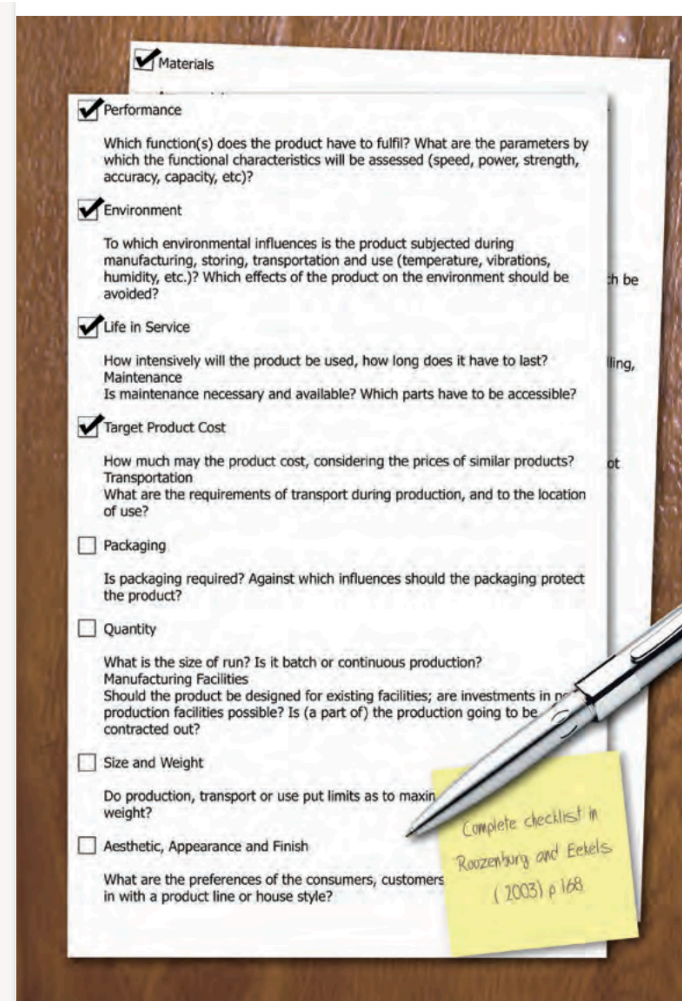 Materials
Performance
Which function(s) does the product have to fulfil? What are the parameters by
which the functional characteristics will be assessed (speed, power, strength,
accuracy, capacity, etc)?
Environment
To which environmental influences is the product subjected during
manufacturing, storing, transportation and use (temperature, vibrations,
humidity, etc.)? Which effects of the product on the environment should be
avoided?
ch be
Life in Service
How intensively will the product be used, how long does it have to last?
Maintenance
Is maintenance necessary and available? Which parts have to be accessible?
lling,
Target Product Cost
How much may the product cost, considering the prices of similar products?
Transportation
What are the requirements of transport during production, and to the location
of use?
ot
Packaging
Is packaging required? Against which influences should the packaging protect
the product?
Quantity
What is the size of run? Is it batch or continuous production?
Manufacturing Facilities
Should the product be designed for existing facilities; are investments in
production facilities possible? Is (a part of) the production going to be
contracted out?
Size and Weight
Do production, transport or use put limits as to
weight?
Aesthetic, Appearance and Finish
What are the preferences of the consumers, customers
in with a product line or house style?
Complete checklist in
Roozenburg and Eekels
(2003) p 168